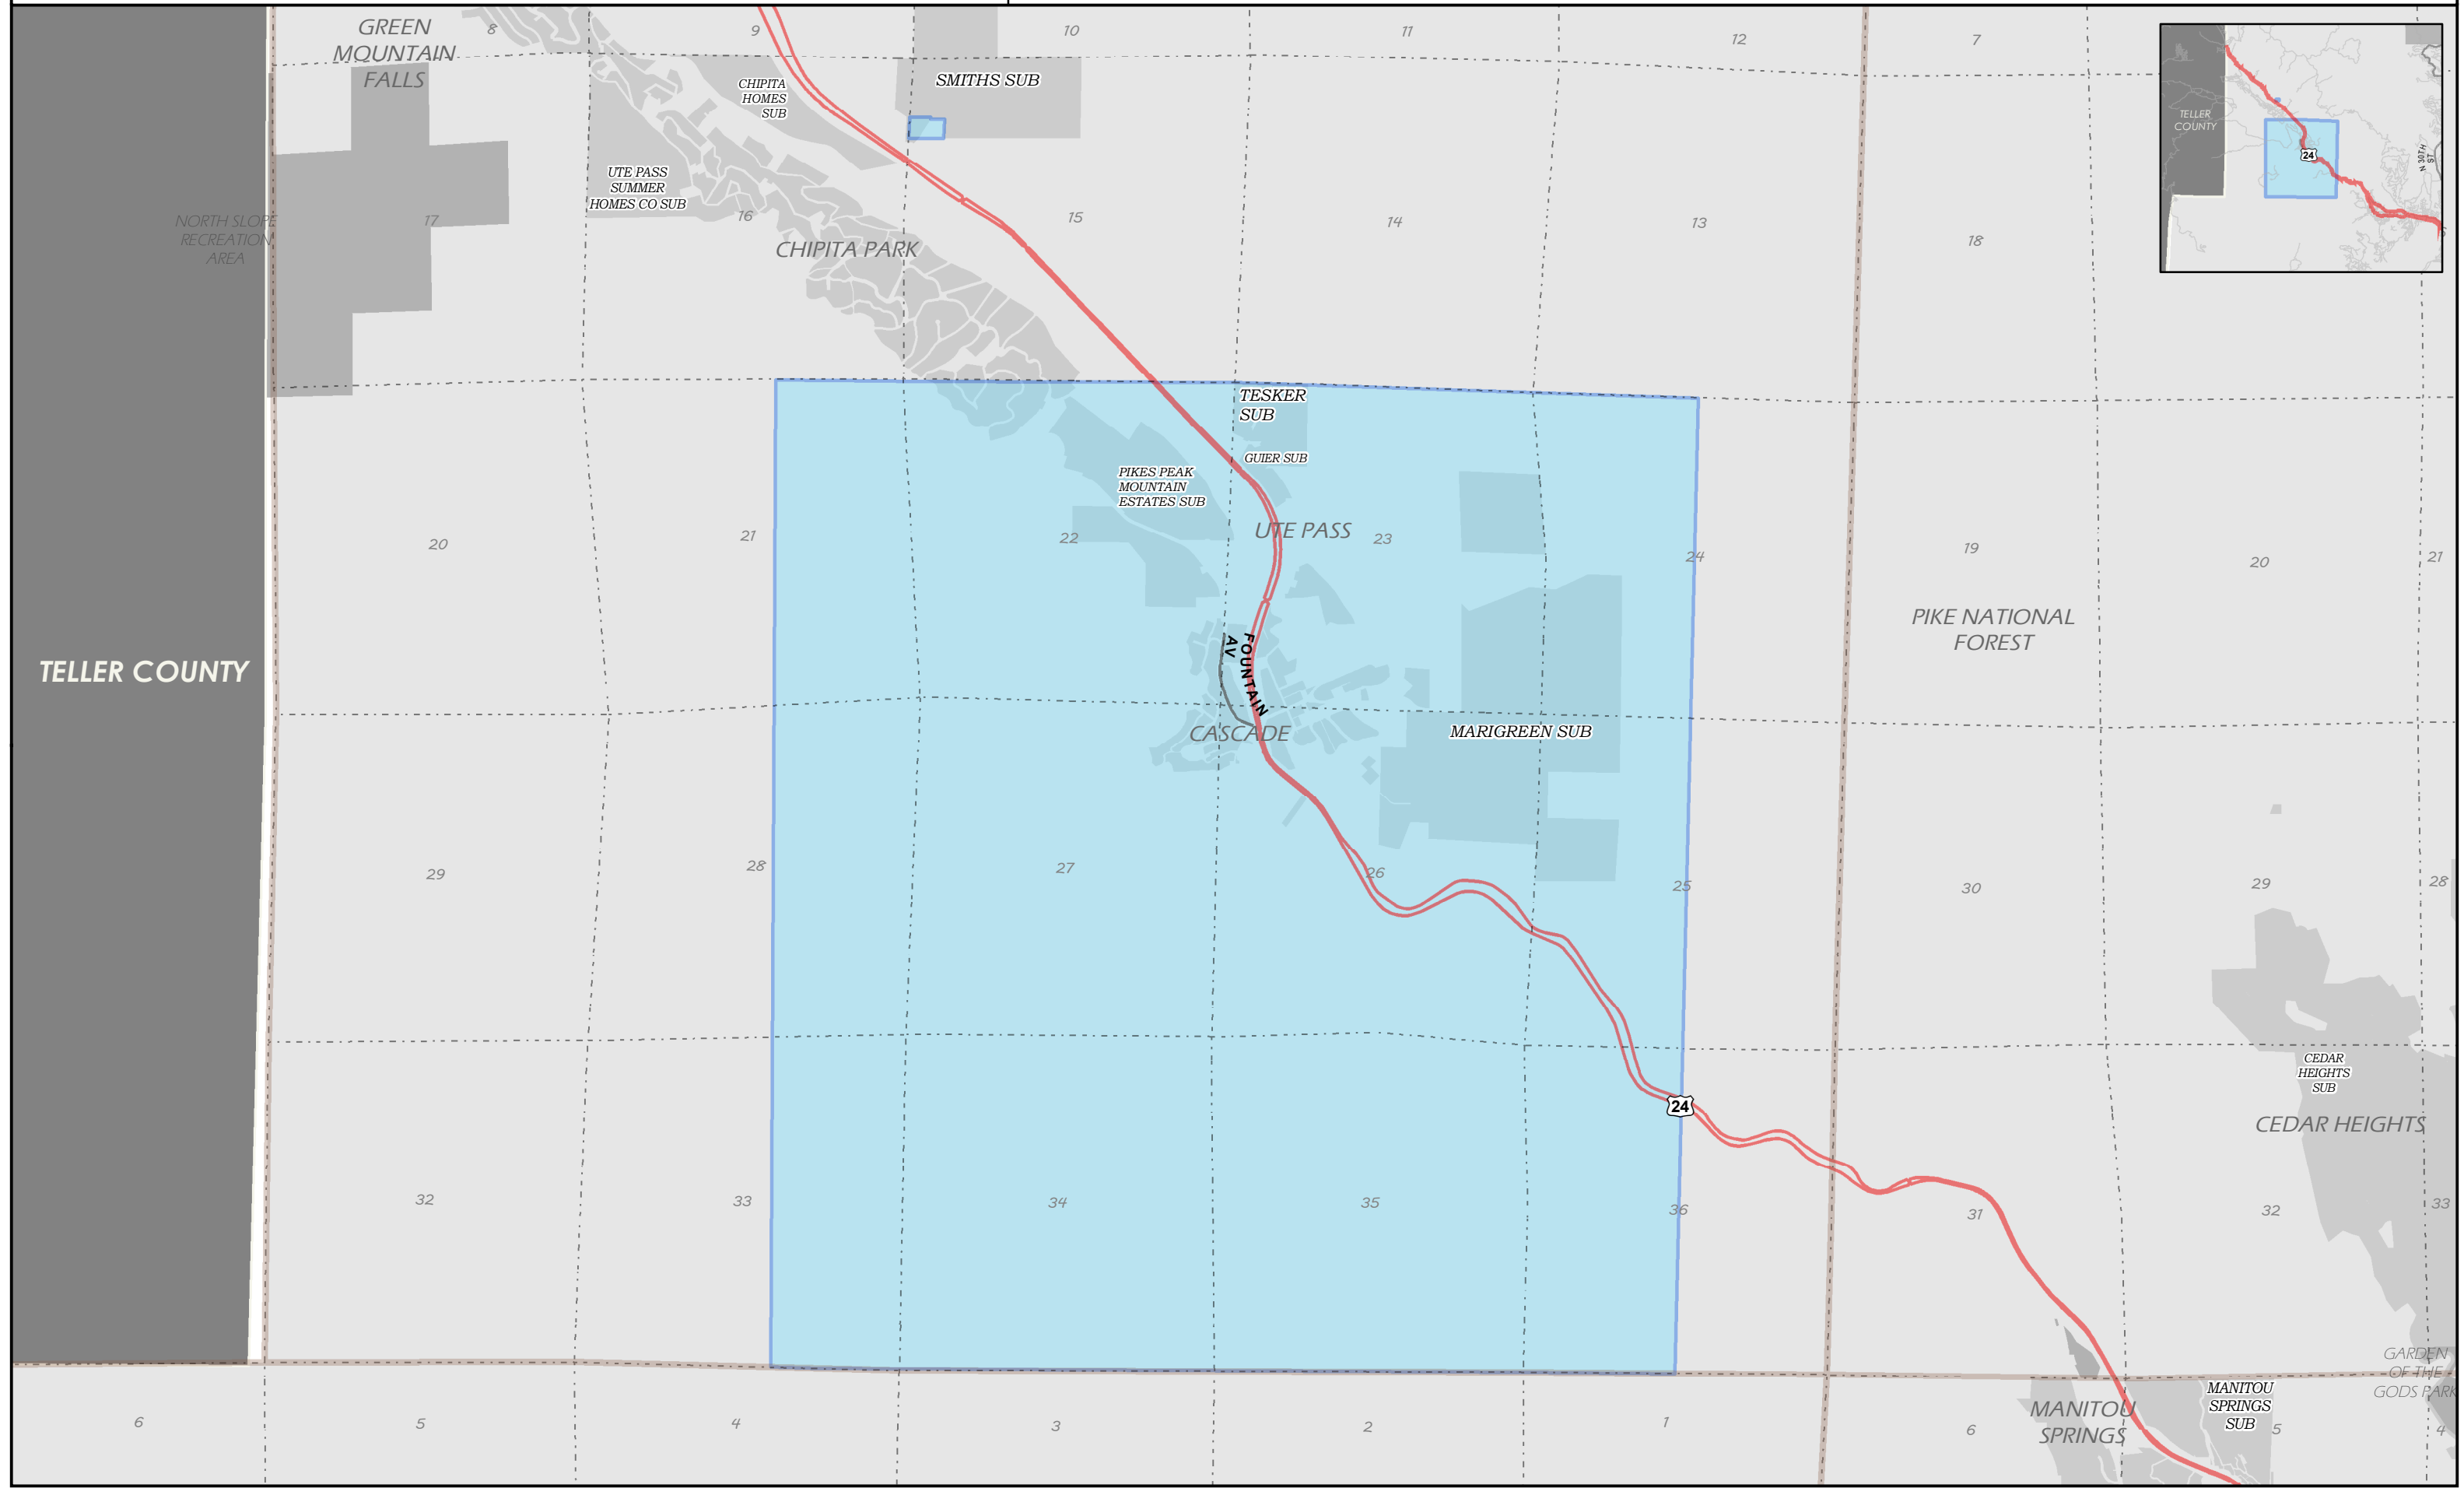 GREEN
MOUNTAIN
FALLS
8
9
10
11
12
7
CHIPITA
HOMES
SUB
SMITHS SUB
TELLER
COUNTY
24
N 30TH
ST
UTE PASS
SUMMER
HOMES CO SUB
NORTH SLOPE
RECREATION
AREA
17
16
15
14
13
18
CHIPITA PARK
TESKER
SUB
GUIER SUB
PIKES PEAK
MOUNTAIN
ESTATES SUB
UTE PASS
20
21
22
23
24
19
20
21
PIKE NATIONAL
FOREST
TELLER COUNTY
FOUNTAIN
AV
CASCADE
MARIGREEN SUB
29
28
27
26
25
30
29
28
CEDAR
HEIGHTS
SUB
24
CEDAR HEIGHTS
32
33
34
35
36
31
32
33
GARDEN
OF THE
GODS PARK
MANITOU
SPRINGS
MANITOU
SPRINGS
SUB
6
5
4
3
2
1
6
5
4